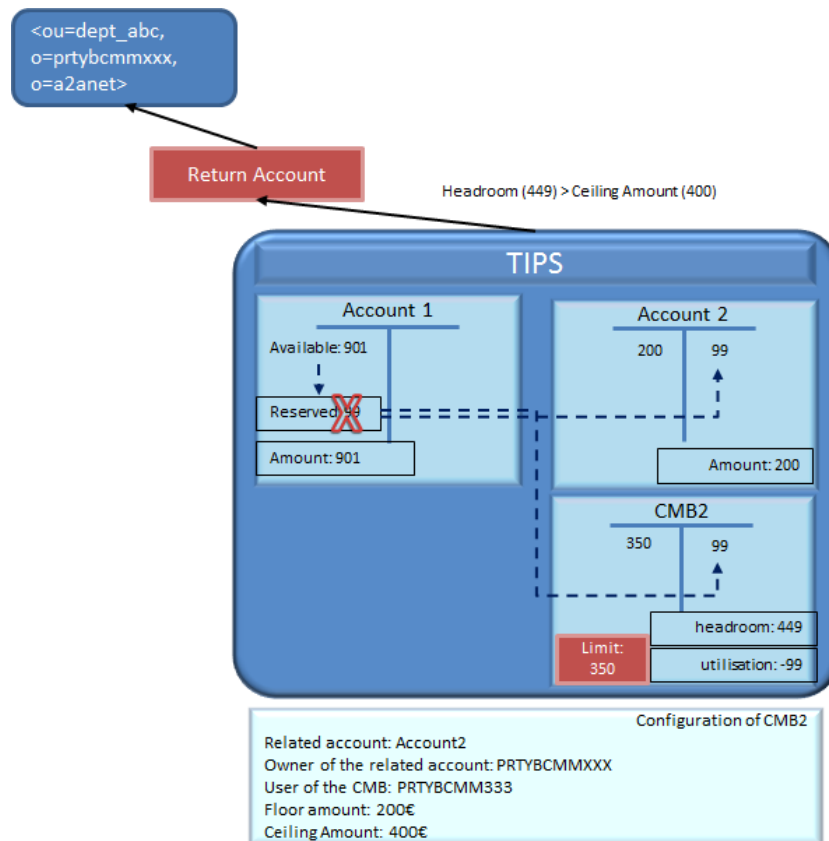 <ou=dept_abc,
o=prtybcmmxxx,
o=a2anet>
Return Account
Headroom (449) > Ceiling Amount (400)
TIPS
Account 1
Available: 901
Reserved: 99
Amount: 901
Account 2
200 99
Amount: 200
CMB2
350 99
headroom: 449
Limit:
350
utilisation: -99
Configuration of CMB2
Related account: Account2
Owner of the related account: PRTYBCMMXXX
User of the CMB: PRTYBCMM333
Floor amount: 200€
Ceiling Amount: 400€